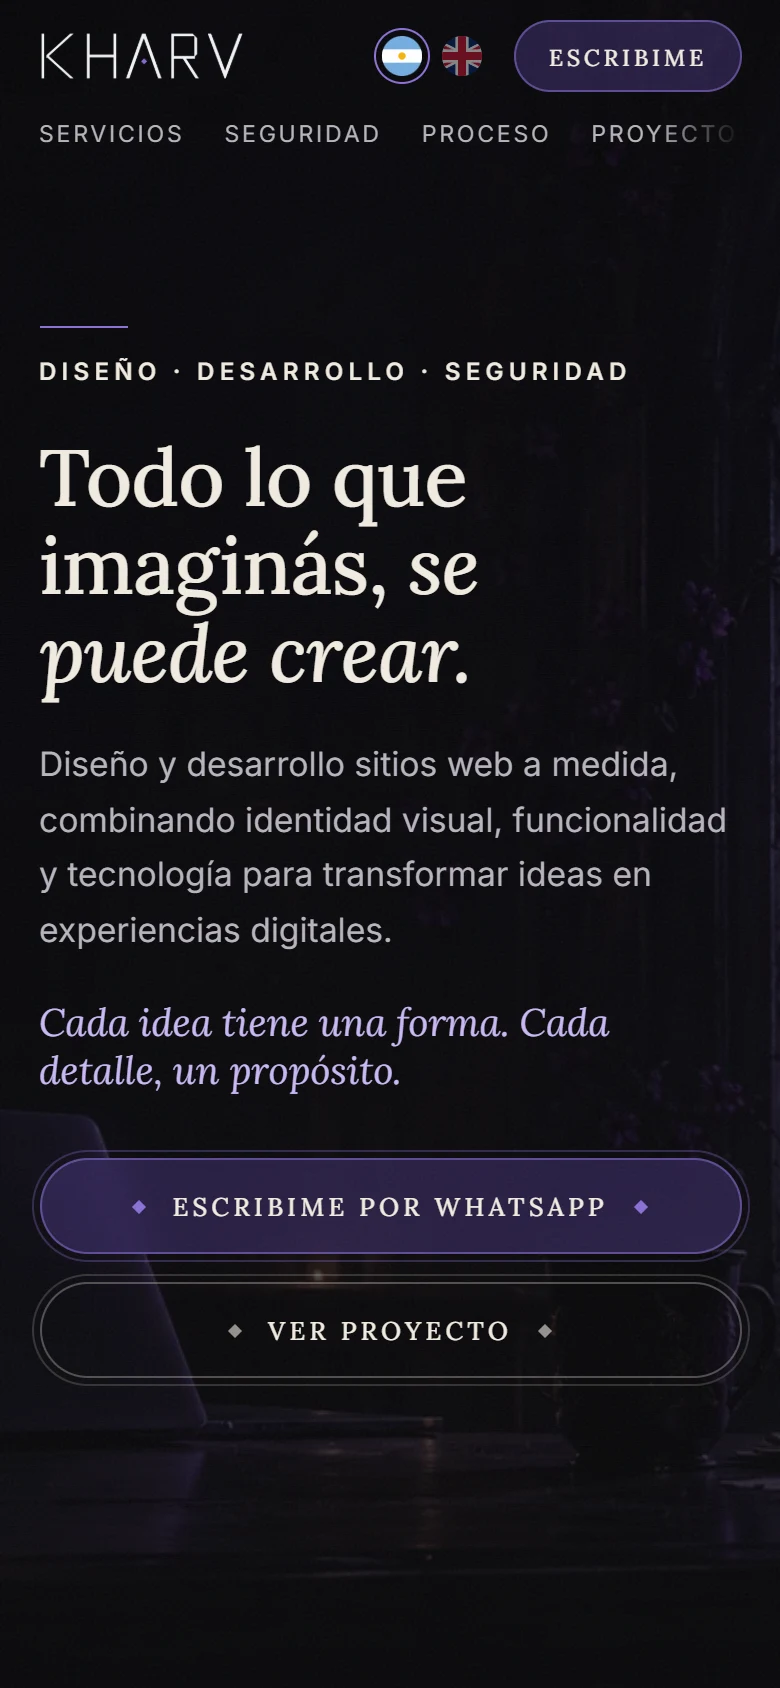 KHARV
ESCRIBIME
SERVICIOS SEGURIDAD PROCESO PROYECTO
DISEÑO · DESARROLLO · SEGURIDAD
Todo lo que
imaginás, se
puede crear.
Diseño y desarrollo sitios web a medida,
combinando identidad visual, funcionalidad
y tecnología para transformar ideas en
experiencias digitales.
Cada idea tiene una forma. Cada
detalle, un propósito.
ESCRIBIME POR WHATSAPP
VER PROYECTO